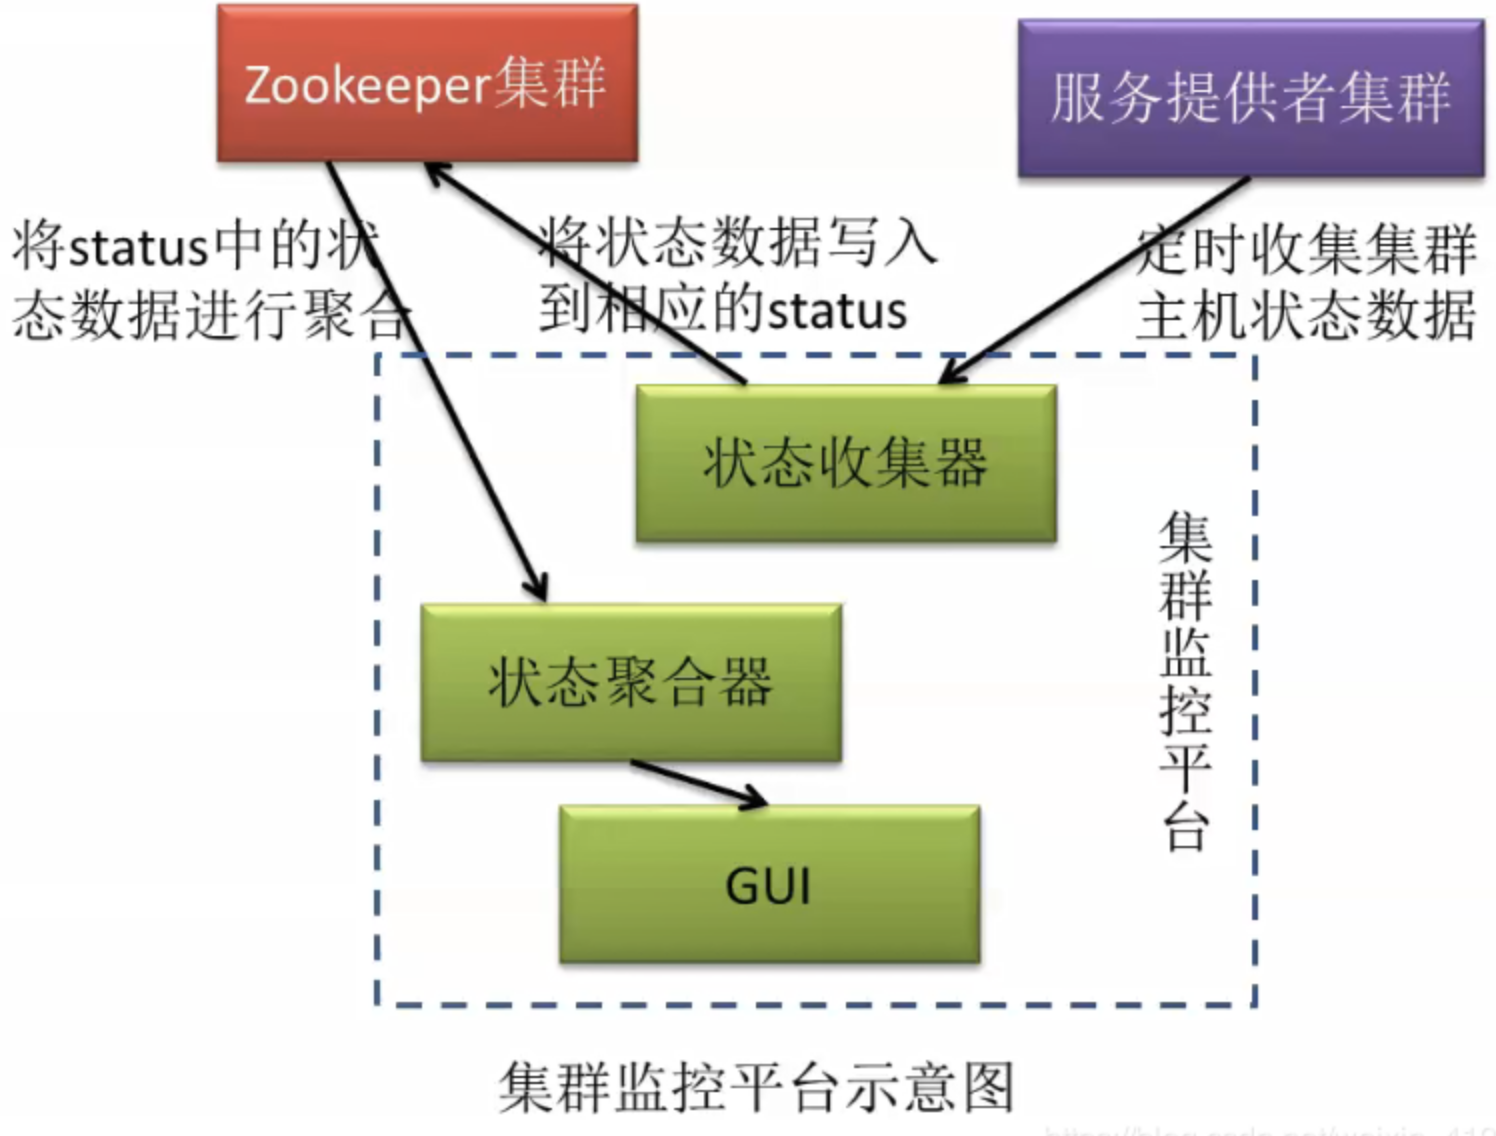 Zookeeper集群
服务提供者集群
将status中的状
态数据进行聚合
将状态数据写入
到相应的status
定时收集集群
主机状态数据
状态收集器
状态聚合器
GUI
集群监控平台
集群监控平台示意图